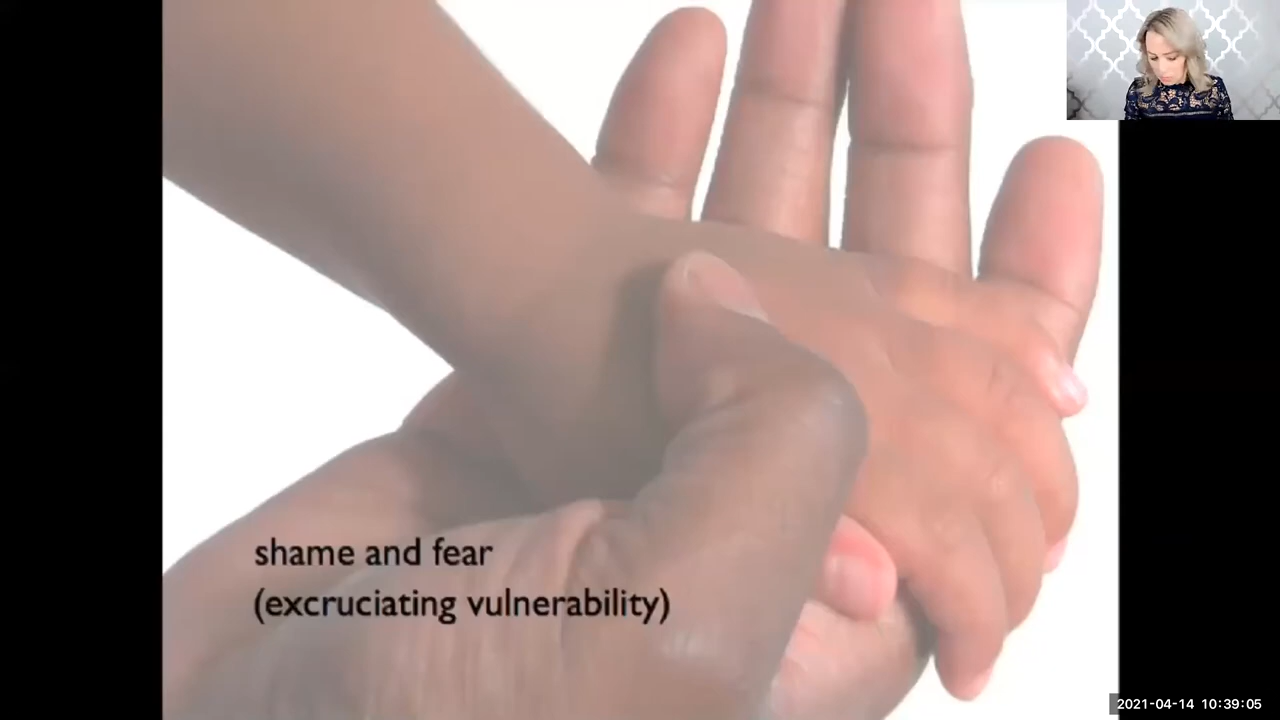 shame and fear
(excruciating vulnerability)
2021-04-14 10:39:05